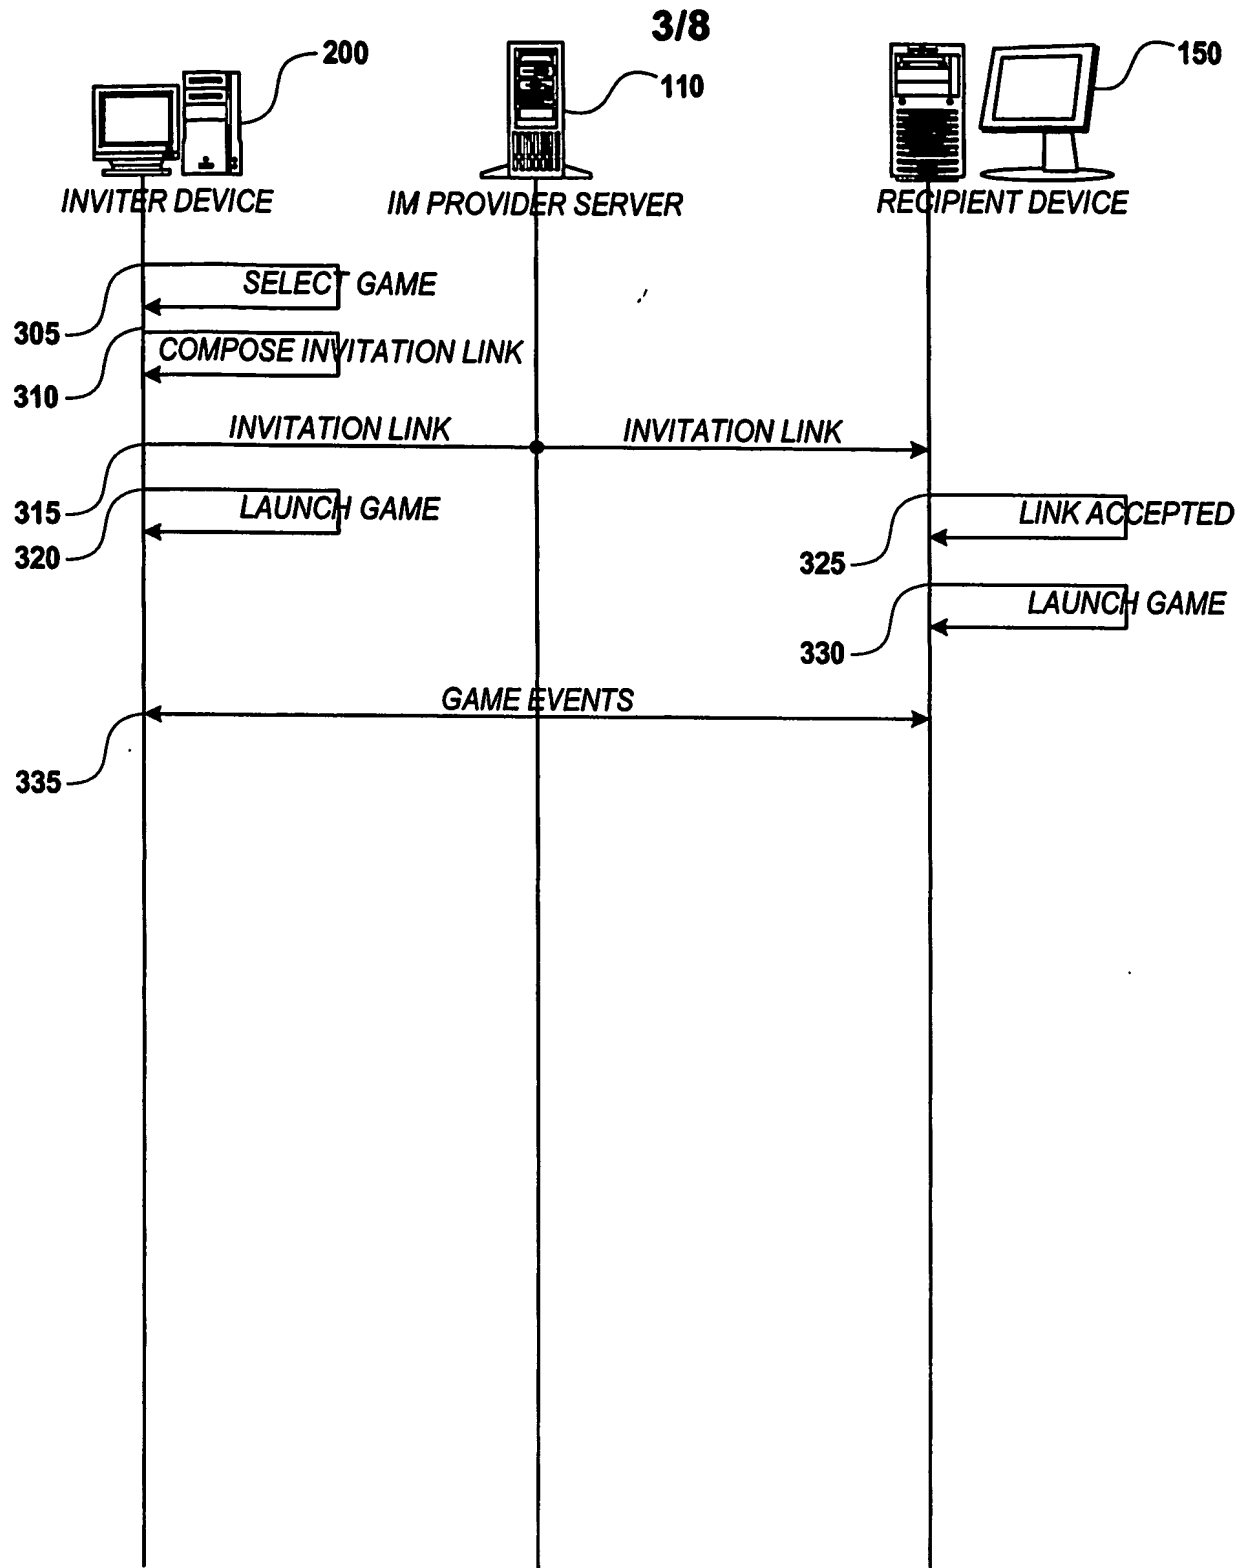 3/8
200
110
150
INVITER DEVICE
IM PROVIDER SERVER
RECIPIENT DEVICE
SELECT GAME
305
COMPOSE INVITATION LINK
310
INVITATION LINK
INVITATION LINK
315
LAUNCH GAME
LINK ACCEPTED
320
325
LAUNCH GAME
330
GAME EVENTS
335